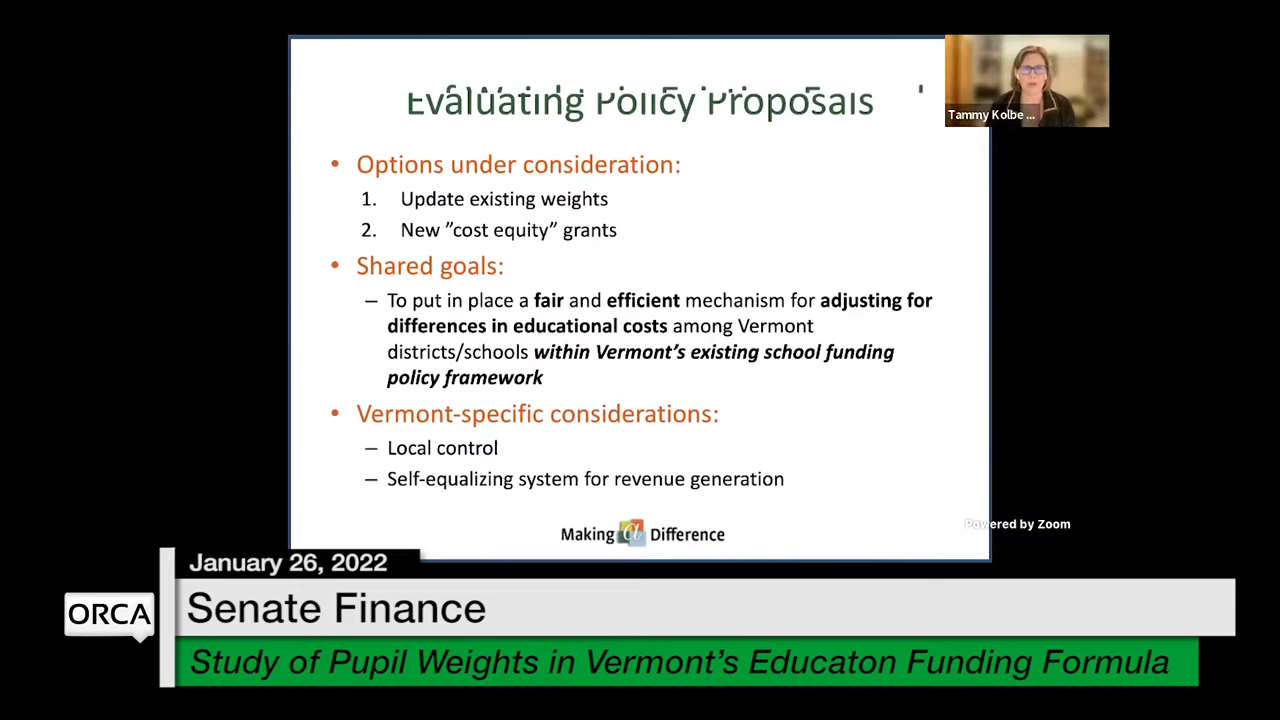 Evaluating Policy Proposals
Tammy Kolbe ...
• Options under consideration:
1. Update existing weights
2. New ”cost equity” grants
• Shared goals:
– To put in place a fair and efficient mechanism for adjusting for
differences in educational costs among Vermont
districts/schools within Vermont’s existing school funding
policy framework
• Vermont-specific considerations:
– Local control
– Self-equalizing system for revenue generation
Making a Difference
Powered by Zoom
January 26, 2022
ORCA
Senate Finance
Study of Pupil Weights in Vermont’s Educaton Funding Formula